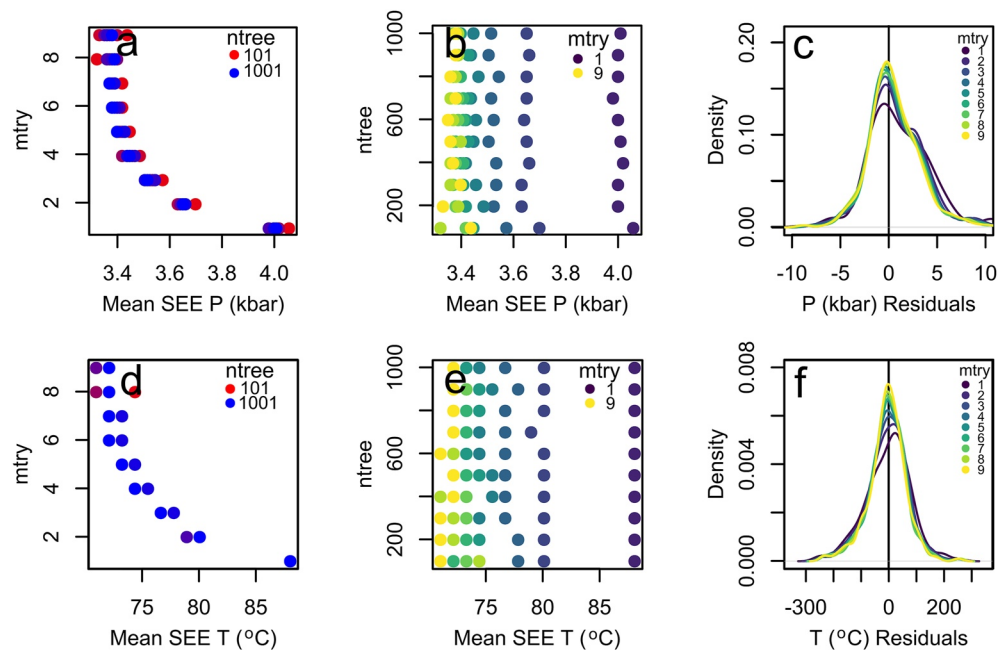 a
ntree
101
1001
mtry
8
6
4
2
3.4 3.6 3.8 4.0
Mean SEE P (kbar)
b
mtry
1
9
ntree
1000
600
200
3.4 3.6 3.8 4.0
Mean SEE P (kbar)
c
mtry
1
2
3
4
5
6
7
8
9
Density
0.20
0.10
0.00
-10 -5 0 5 10
P (kbar) Residuals
d
ntree
101
1001
mtry
8
6
4
2
75 80 85
Mean SEE T (°C)
e
mtry
1
9
ntree
1000
600
200
75 80 85
Mean SEE T (°C)
f
mtry
1
2
3
4
5
6
7
8
9
Density
0.008
0.004
0.000
-300 0 200
T (°C) Residuals